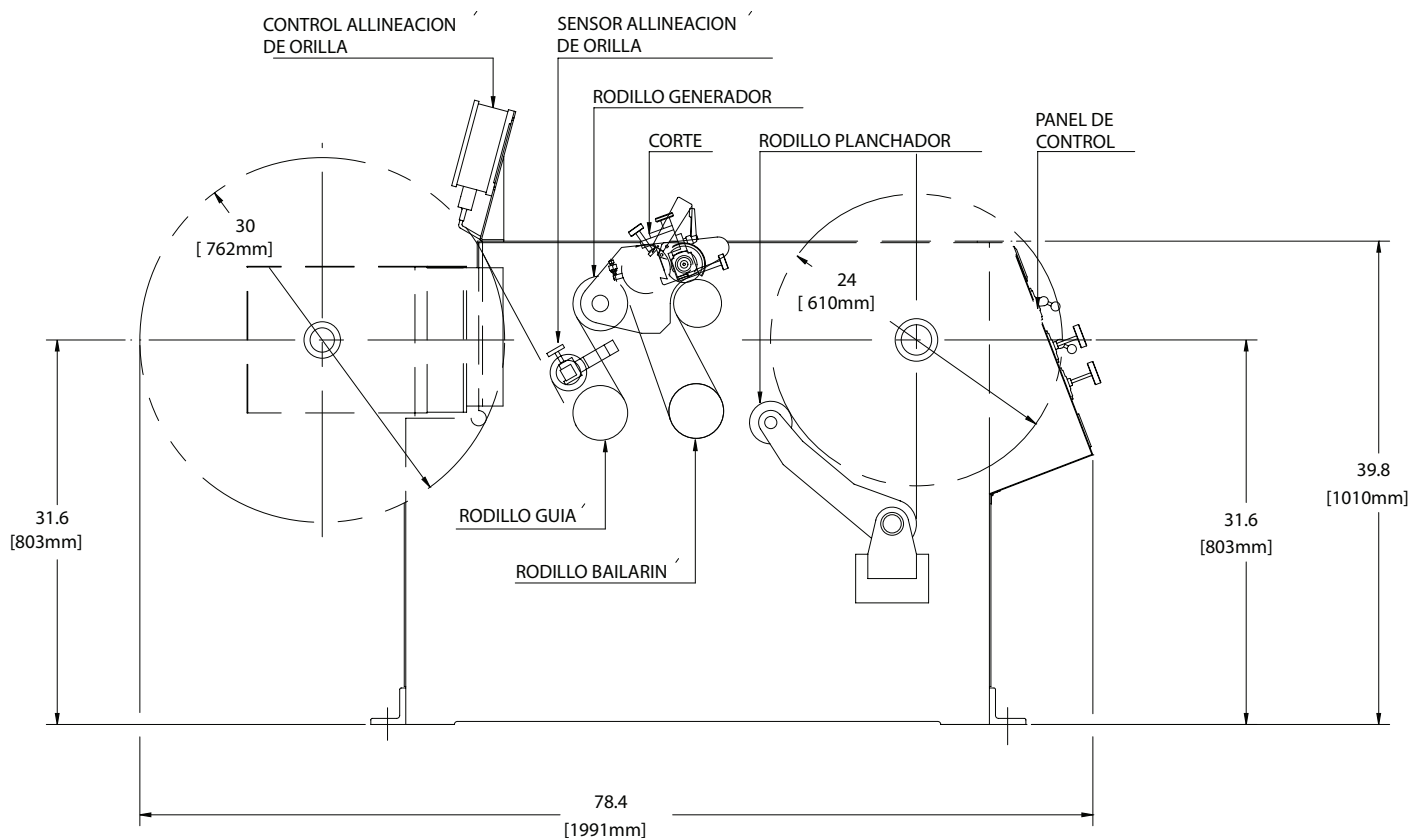 CONTROL ALLINEACION´
DE ORILLA
SENSOR ALLINEACION´
DE ORILLA
RODILLO GENERADOR
CORTE
RODILLO PLANCHADOR
PANEL DE
CONTROL
30
[ 762mm]
24
[ 610mm]
39.8
[1010mm]
31.6
[803mm]
31.6
[803mm]
RODILLO GUIA´
RODILLO BAILARIN´
78.4
[1991mm]